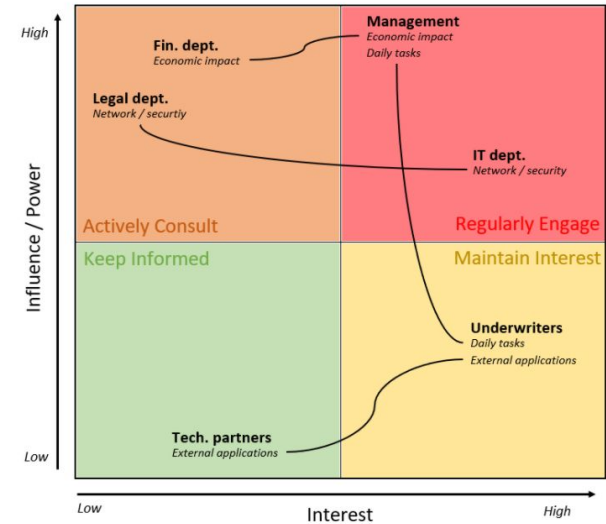 High
Fin. dept.
Economic impact
Management
Economic impact
Daily tasks
Legal dept.
Network / securtiy
IT dept.
Network / security
Actively Consult
Regularly Engage
Influence / Power
Keep Informed
Maintain Interest
Underwriters
Daily tasks
External applications
Tech. partners
External applications
Low
Low
Interest
High